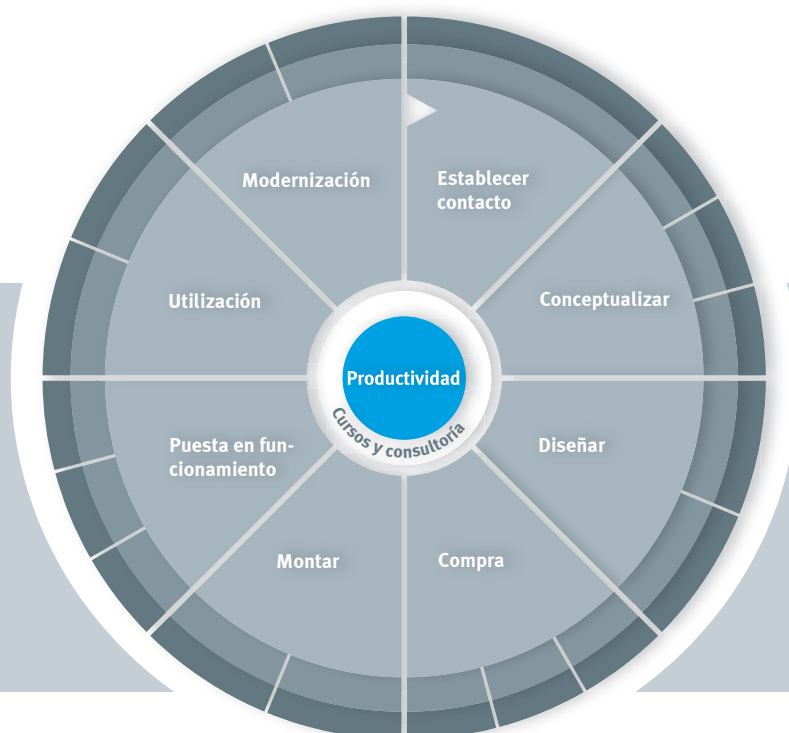 Modernización
Establecer
contacto
Utilización
Conceptualizar
Productividad
Cursos y consultoría
Puesta en fun-
cionamiento
Diseñar
Montar
Compra